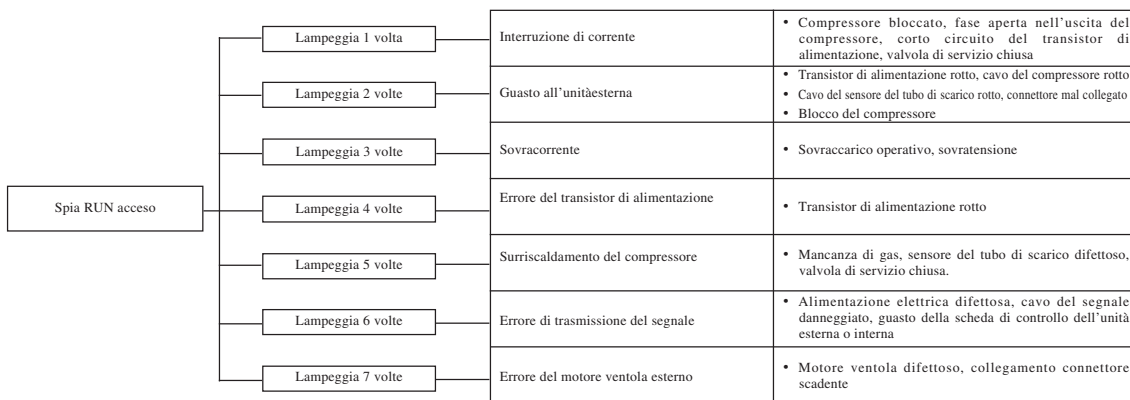 Spia RUN acceso
Lampeggia 1 volta
Interruzione di corrente
• Compressore bloccato, fase aperta nell'uscita del
compressore, corto circuito del transistor di
alimentazione, valvola di servizio chiusa
Lampeggia 2 volte
Guasto all'unitàesterna
• Transistor di alimentazione rotto, cavo del compressore rotto
• Cavo del sensore del tubo di scarico rotto, connettore mal collegato
• Blocco del compressore
Lampeggia 3 volte
Sovracorrente
• Sovraccarico operativo, sovratensione
Lampeggia 4 volte
Errore del transistor di alimentazione
• Transistor di alimentazione rotto
Lampeggia 5 volte
Surriscaldamento del compressore
• Mancanza di gas, sensore del tubo di scarico difettoso,
valvola di servizio chiusa.
Lampeggia 6 volte
Errore di trasmissione del segnale
• Alimentazione elettrica difettosa, cavo del segnale
danneggiato, guasto della scheda di controllo dell'unità
esterna o interna
Lampeggia 7 volte
Errore del motore ventola esterno
• Motore ventola difettoso, collegamento connettore
scadente